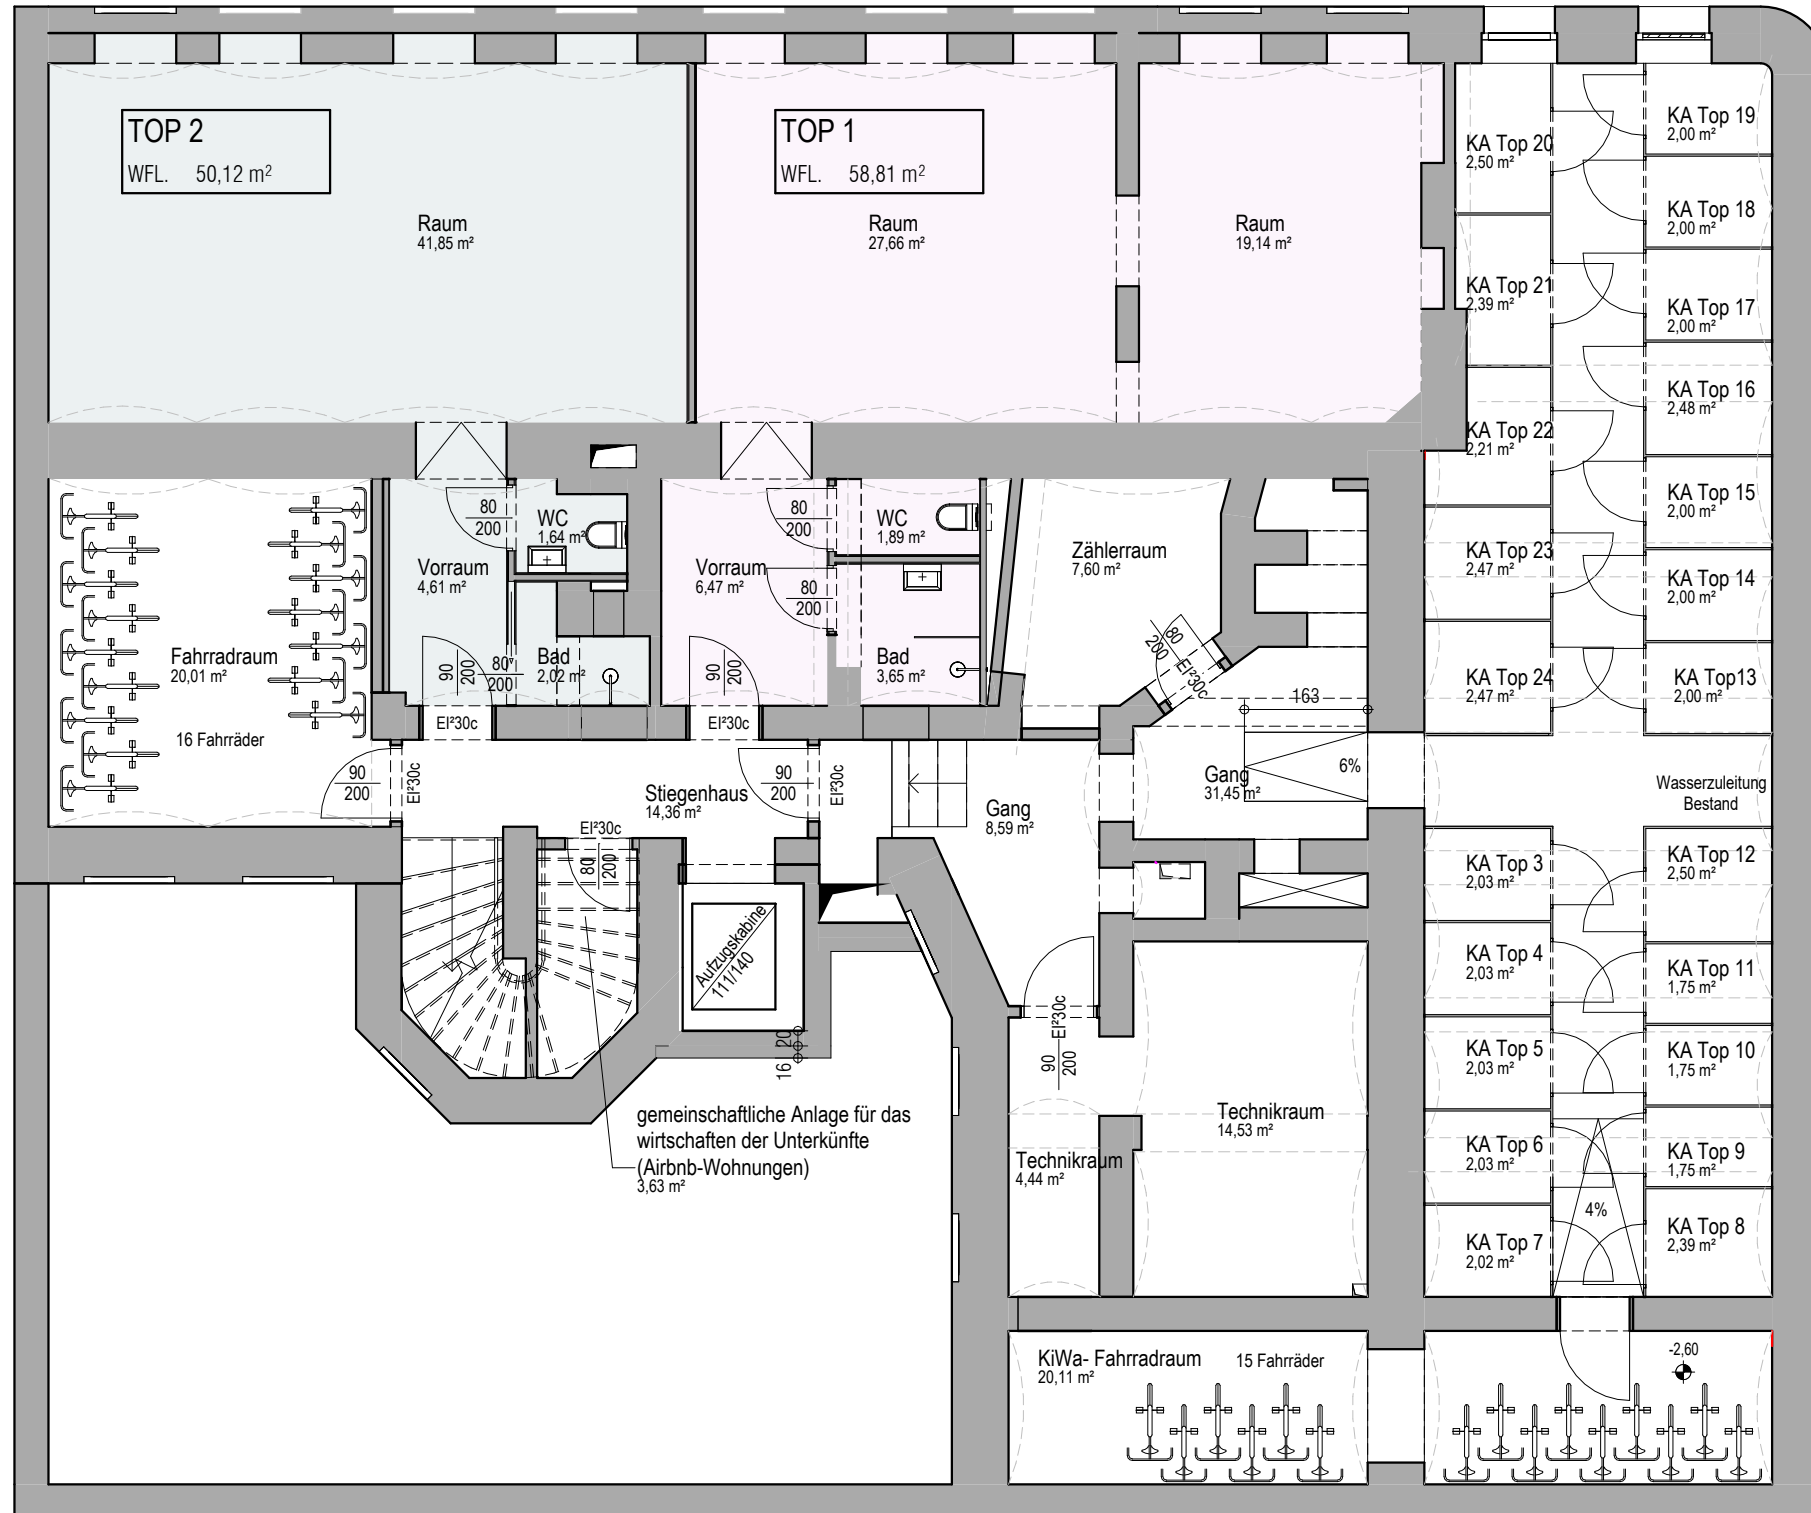 TOP 2
WFL. 50,12 m²
TOP 1
WFL. 58,81 m²
Raum
41,85 m²
Raum
27,66 m²
Raum
19,14 m²
KA Top 20
2,50 m²
KA Top 19
2,00 m²
KA Top 18
2,00 m²
KA Top 21
2,39 m²
KA Top 17
2,00 m²
KA Top 16
2,48 m²
KA Top 22
2,21 m²
KA Top 15
2,00 m²
KA Top 23
2,47 m²
KA Top 14
2,00 m²
KA Top 24
2,47 m²
KA Top13
2,00 m²
WC
1,64 m²
80
200
Vorraum
4,61 m²
Bad
2,02 m²
80
200
90
200
EI²30c
WC
1,89 m²
80
200
Vorraum
6,47 m²
80
200
Bad
3,65 m²
90
200
EI²30c
Zählerraum
7,60 m²
80
200
EI²30c
163
Fahrradraum
20,01 m²
16 Fahrräder
90
200
EI²30c
Stiegenhaus
14,36 m²
90
200
EI²30c
EI²30c
80
200
Gang
8,59 m²
Gang
31,45 m²
6%
Wasserzuleitung
Bestand
KA Top 3
2,03 m²
KA Top 12
2,50 m²
KA Top 4
2,03 m²
KA Top 11
1,75 m²
KA Top 5
2,03 m²
KA Top 10
1,75 m²
KA Top 6
2,03 m²
KA Top 9
1,75 m²
KA Top 7
2,02 m²
KA Top 8
2,39 m²
4%
Aufzugskabine
111/140
16
20
gemeinschaftliche Anlage für das
wirtschaften der Unterkünfte
(Airbnb-Wohnungen)
3,63 m²
EI²30c
90
200
Technikraum
14,53 m²
Technikraum
4,44 m²
KiWa- Fahrradraum
20,11 m²
15 Fahrräder
-2,60